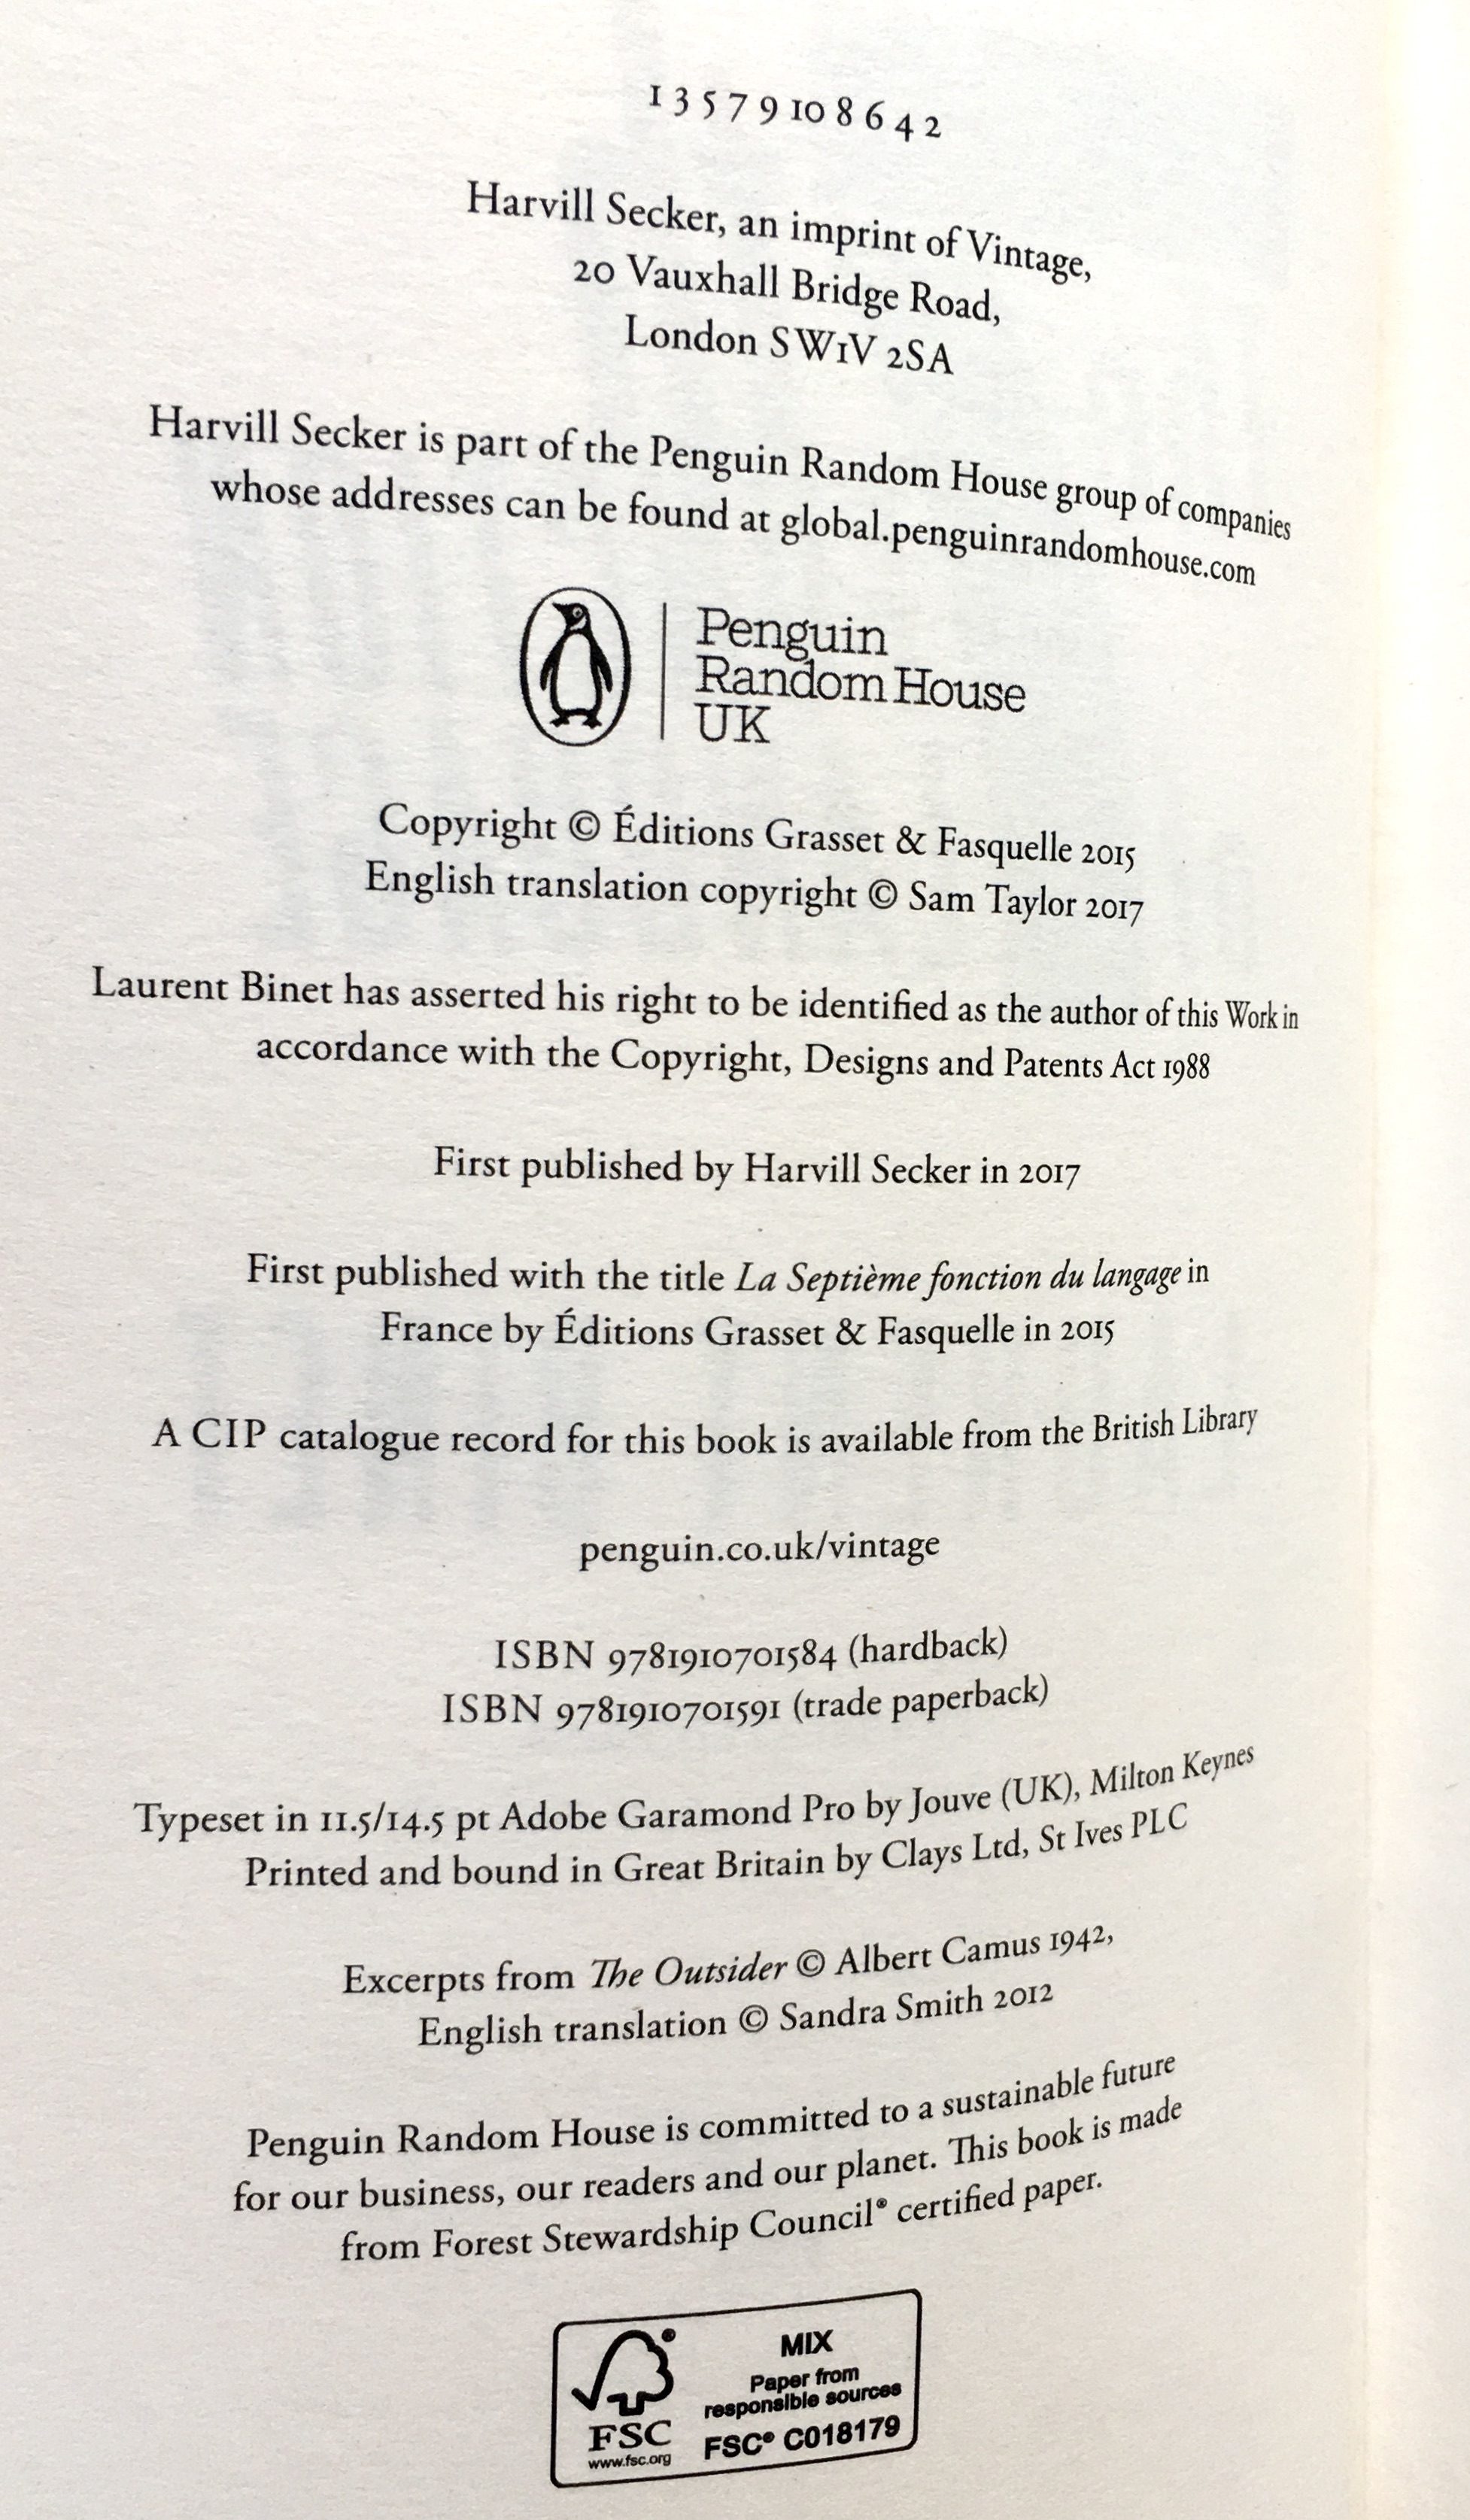 1 3 5 7 9 10 8 6 4 2
Harvill Secker, an imprint of Vintage,
20 Vauxhall Bridge Road,
London SW1V 2SA
Harvill Secker is part of the Penguin Random House group of companies
whose addresses can be found at global.penguinrandomhouse.com
Penguin
Random House
UK
Copyright © Éditions Grasset & Fasquelle 2015
English translation copyright © Sam Taylor 2017
Laurent Binet has asserted his right to be identified as the author of this Work in
accordance with the Copyright, Designs and Patents Act 1988
First published by Harvill Secker in 2017
First published with the title La Septième fonction du langage in
France by Éditions Grasset & Fasquelle in 2015
A CIP catalogue record for this book is available from the British Library
penguin.co.uk/vintage
ISBN 9781910701584 (hardback)
ISBN 9781910701591 (trade paperback)
Typeset in 11.5/14.5 pt Adobe Garamond Pro by Jouve (UK), Milton Keynes
Printed and bound in Great Britain by Clays Ltd, St Ives PLC
Excerpts from The Outsider © Albert Camus 1942,
English translation © Sandra Smith 2012
Penguin Random House is committed to a sustainable future
for our business, our readers and our planet. This book is made
from Forest Stewardship Council® certified paper.
FSC
www.fsc.org
MIX
Paper from
responsible sources
FSC® C018179